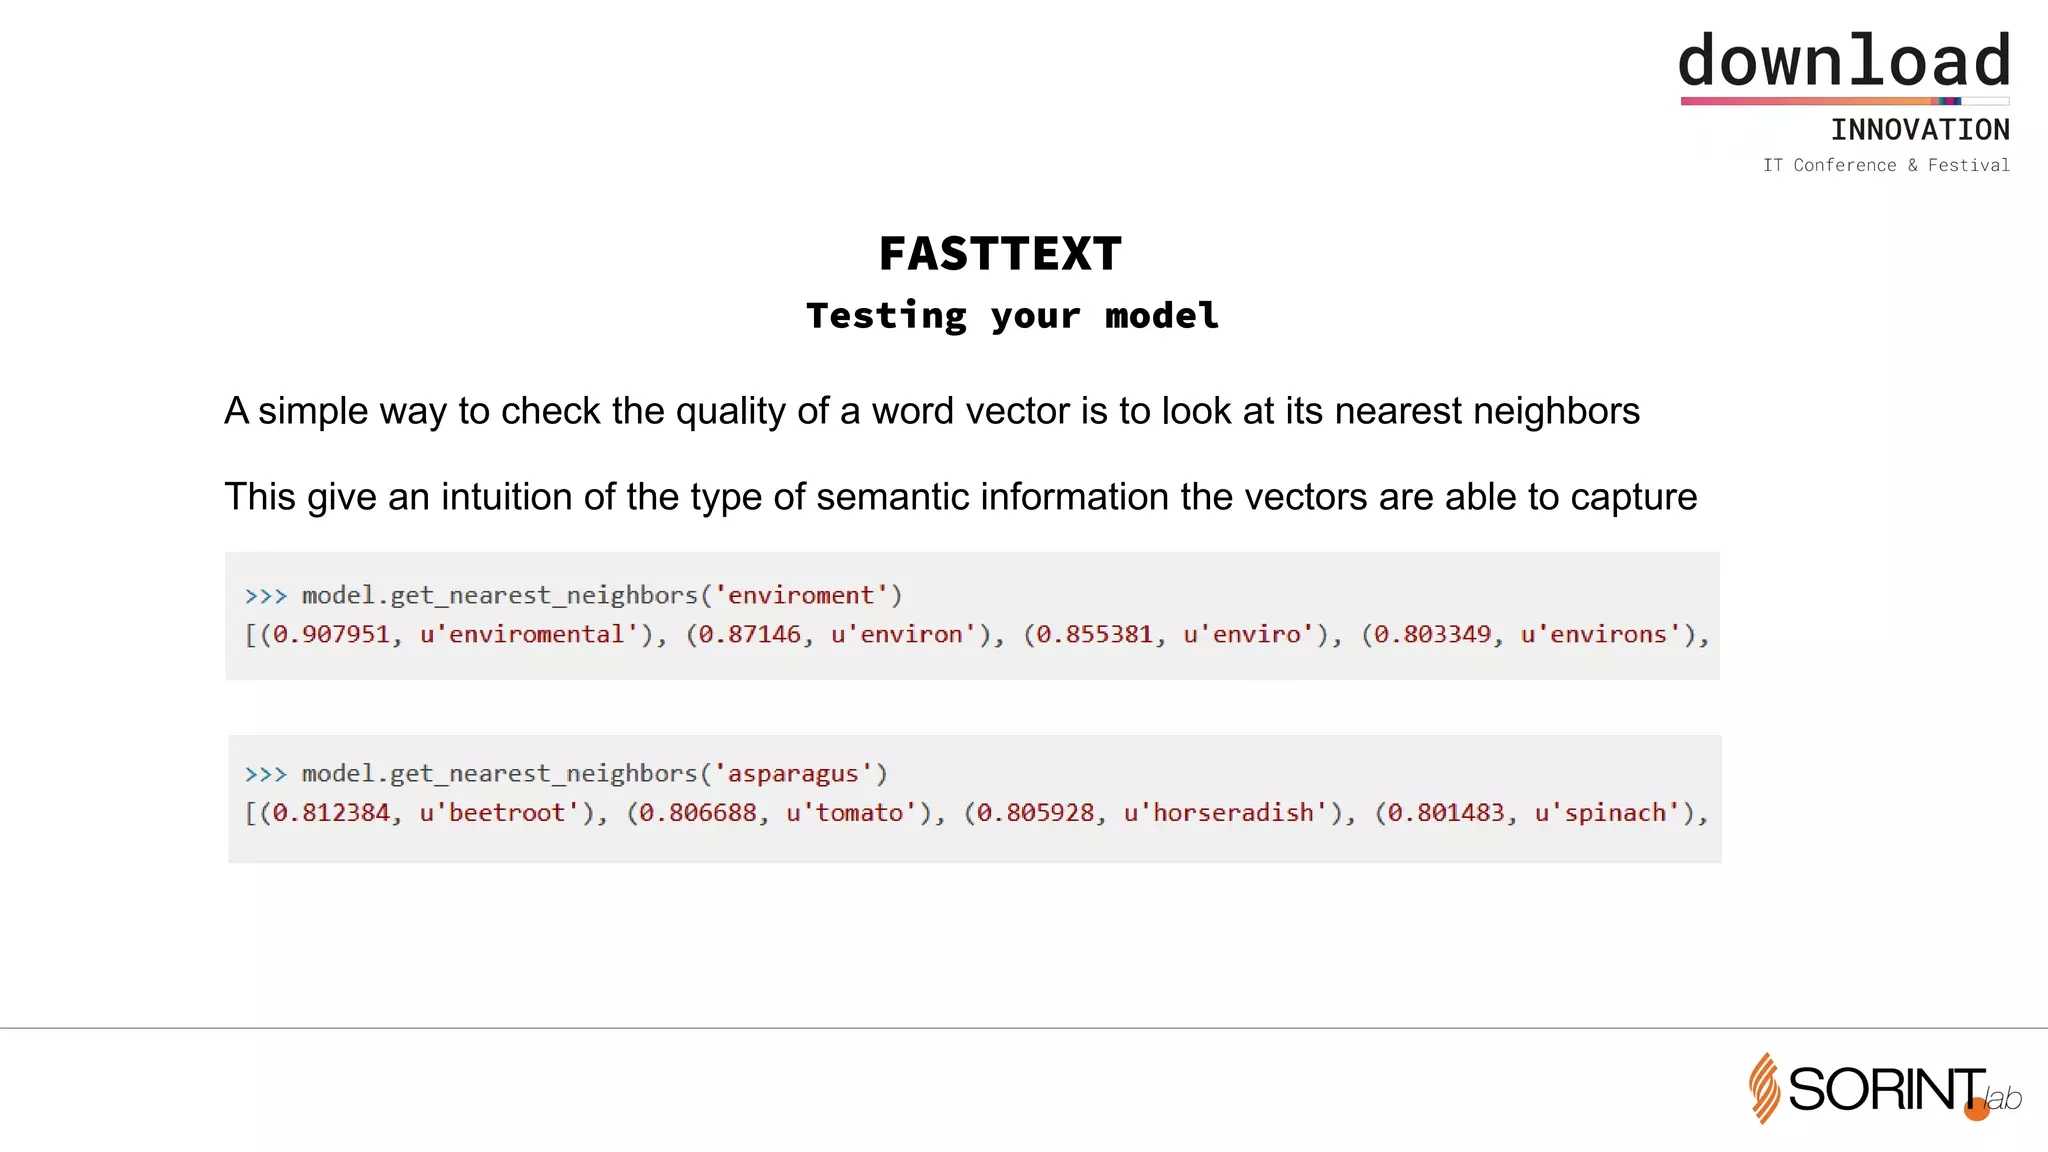 download
INNOVATION
IT Conference & Festival
FASTTEXT
Testing your model
A simple way to check the quality of a word vector is to look at its nearest neighbors
This give an intuition of the type of semantic information the vectors are able to capture
>>> model.get_nearest_neighbors('enviroment')
[(0.907951, u'enviromental'), (0.87146, u'environ'), (0.855381, u'enviro'), (0.803349, u'environs'),
>>> model.get_nearest_neighbors('asparagus')
[(0.812384, u'beetroot'), (0.806688, u'tomato'), (0.805928, u'horseradish'), (0.801483, u'spinach'),
SORINT.lab